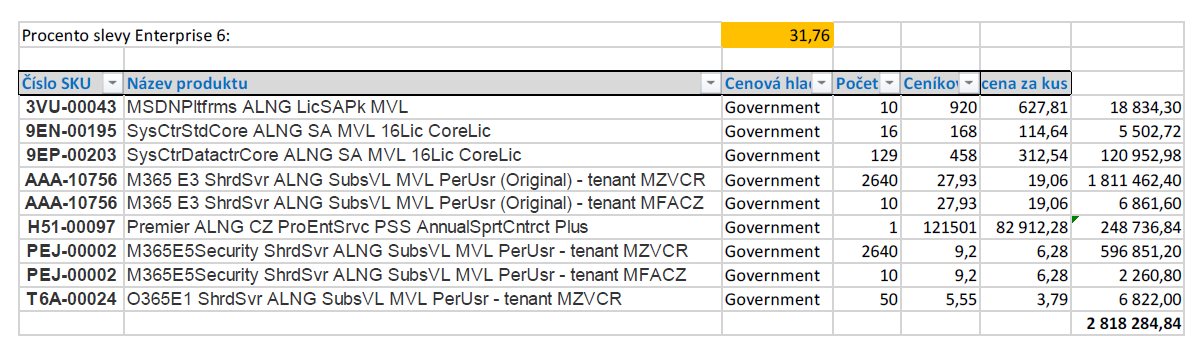 Procento slevy Enterprise 6: 31,76
Číslo SKU Název produktu Cenová hlad Počet Ceníkov cena za kus
3VU-00043 MSDNPltfrms ALNG LicSAPk MVL Government 10 920 627,81 18 834,30
9EN-00195 SysCtrStdCore ALNG SA MVL 16Lic CoreLic Government 16 168 114,64 5 502,72
9EP-00203 SysCtrDatactrCore ALNG SA MVL 16Lic CoreLic Government 129 458 312,54 120 952,98
AAA-10756 M365 E3 ShrdSvr ALNG SubsVL MVL PerUsr (Original) - tenant MZVCR Government 2640 27,93 19,06 1 811 462,40
AAA-10756 M365 E3 ShrdSvr ALNG SubsVL MVL PerUsr (Original) - tenant MFACZ Government 10 27,93 19,06 6 861,60
H51-00097 Premier ALNG CZ ProEntSrvc PSS AnnualSprtCntrct Plus Government 1 121501 82 912,28 248 736,84
PEJ-00002 M365E5Security ShrdSvr ALNG SubsVL MVL PerUsr - tenant MZVCR Government 2640 9,2 6,28 596 851,20
PEJ-00002 M365E5Security ShrdSvr ALNG SubsVL MVL PerUsr - tenant MFACZ Government 10 9,2 6,28 2 260,80
T6A-00024 O365E1 ShrdSvr ALNG SubsVL MVL PerUsr - tenant MZVCR Government 50 5,55 3,79 6 822,00
2 818 284,84